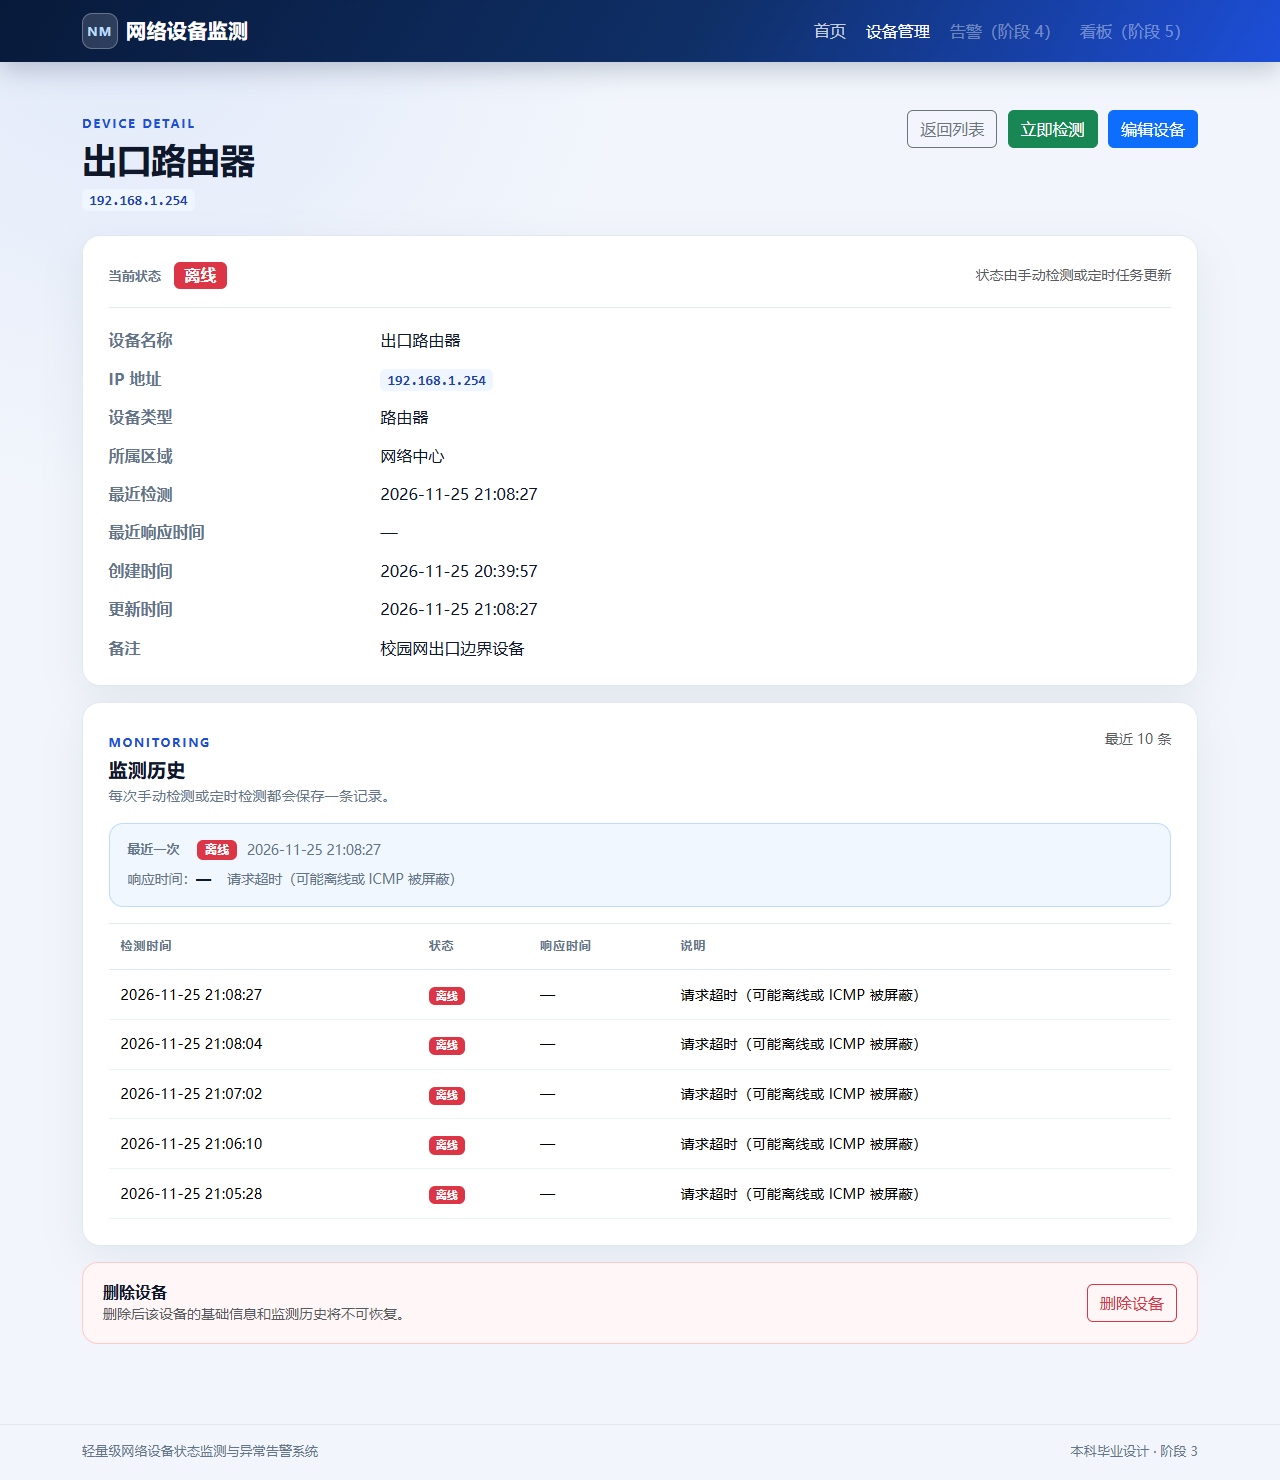 NM 网络设备监测 首页 设备管理 告警（阶段 4） 看板（阶段 5）
DEVICE DETAIL
出口路由器
192.168.1.254
返回列表 立即检测 编辑设备
当前状态 离线 状态由手动检测或定时任务更新
设备名称 出口路由器
IP 地址 192.168.1.254
设备类型 路由器
所属区域 网络中心
最近检测 2026-11-25 21:08:27
最近响应时间 —
创建时间 2026-11-25 20:39:57
更新时间 2026-11-25 21:08:27
备注 校园网出口边界设备
MONITORING 最近 10 条
监测历史
每次手动检测或定时检测都会保存一条记录。
最近一次 离线 2026-11-25 21:08:27
响应时间：— 请求超时（可能离线或 ICMP 被屏蔽）
检测时间 状态 响应时间 说明
2026-11-25 21:08:27 离线 — 请求超时（可能离线或 ICMP 被屏蔽）
2026-11-25 21:08:04 离线 — 请求超时（可能离线或 ICMP 被屏蔽）
2026-11-25 21:07:02 离线 — 请求超时（可能离线或 ICMP 被屏蔽）
2026-11-25 21:06:10 离线 — 请求超时（可能离线或 ICMP 被屏蔽）
2026-11-25 21:05:28 离线 — 请求超时（可能离线或 ICMP 被屏蔽）
删除设备
删除后该设备的基础信息和监测历史将不可恢复。
删除设备
轻量级网络设备状态监测与异常告警系统 本科毕业设计 · 阶段 3